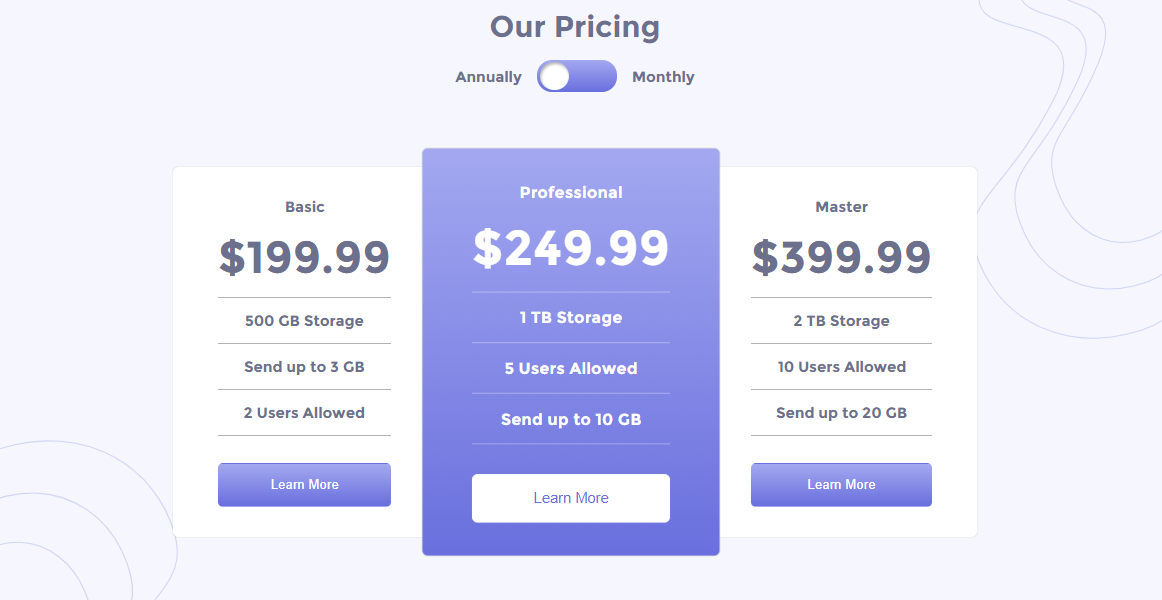 Our Pricing
Annually
Monthly
Basic
$199.99
500 GB Storage
Send up to 3 GB
2 Users Allowed
Learn More
Professional
$249.99
1 TB Storage
5 Users Allowed
Send up to 10 GB
Learn More
Master
$399.99
2 TB Storage
10 Users Allowed
Send up to 20 GB
Learn More